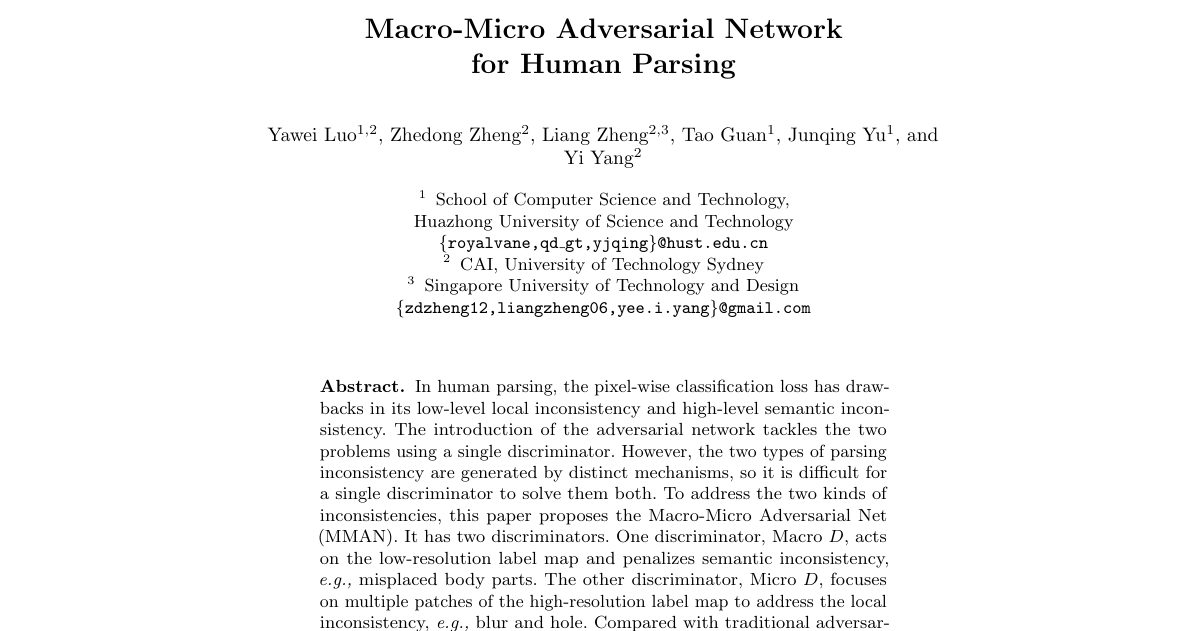 Macro-Micro Adversarial Network
for Human Parsing
Yawei Luo1,2, Zhedong Zheng2, Liang Zheng2,3, Tao Guan1, Junqing Yu1, and
Yi Yang2
1 School of Computer Science and Technology,
Huazhong University of Science and Technology
{royalvane,qd_gt,yjqing}@hust.edu.cn
2 CAI, University of Technology Sydney
3 Singapore University of Technology and Design
{zdzheng12,liangzheng06,yee.i.yang}@gmail.com
Abstract. In human parsing, the pixel-wise classification loss has draw-
backs in its low-level local inconsistency and high-level semantic incon-
sistency. The introduction of the adversarial network tackles the two
problems using a single discriminator. However, the two types of parsing
inconsistency are generated by distinct mechanisms, so it is difficult for
a single discriminator to solve them both. To address the two kinds of
inconsistencies, this paper proposes the Macro-Micro Adversarial Net
(MMAN). It has two discriminators. One discriminator, Macro D, acts
on the low-resolution label map and penalizes semantic inconsistency,
e.g., misplaced body parts. The other discriminator, Micro D, focuses
on multiple patches of the high-resolution label map to address the local
inconsistency, e.g., blur and hole. Compared with traditional adversar-